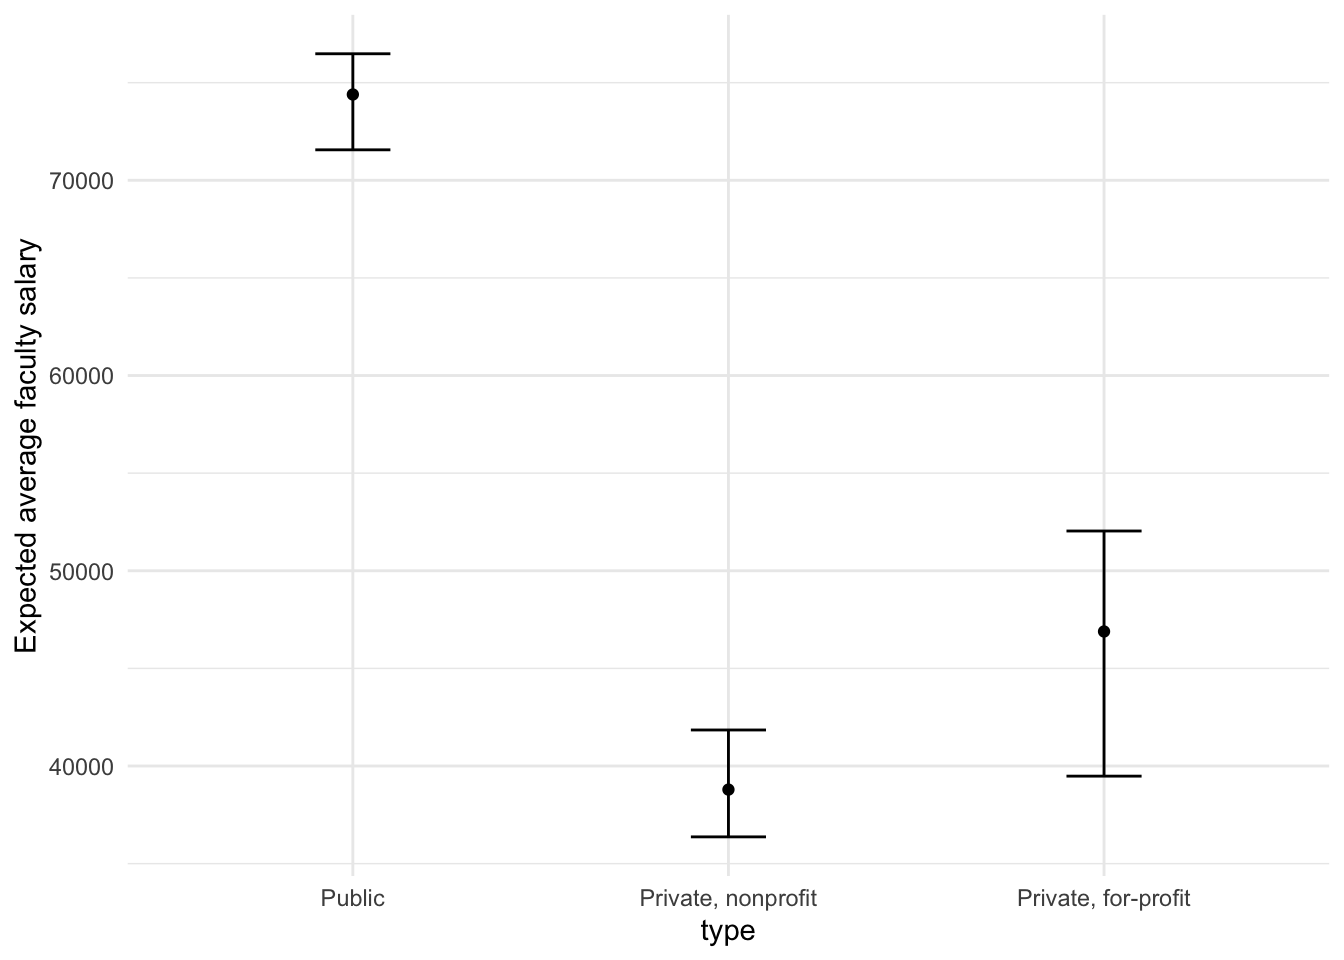 Expected average faculty salary
70000
60000
50000
40000
Public
Private, nonprofit
Private, for-profit
type